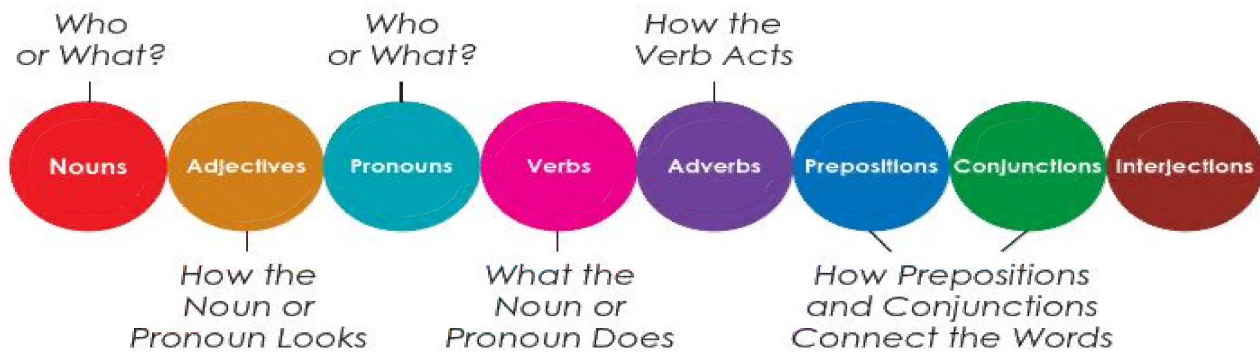 Who
or What?
Who
or What?
How the
Verb Acts
Nouns
Adjectives
Pronouns
Verbs
Adverbs
Prepositions
Conjunctions
Interjections
How the
Noun or
Pronoun Looks
What the
Noun or
Pronoun Does
How Prepositions
and Conjunctions
Connect the Words